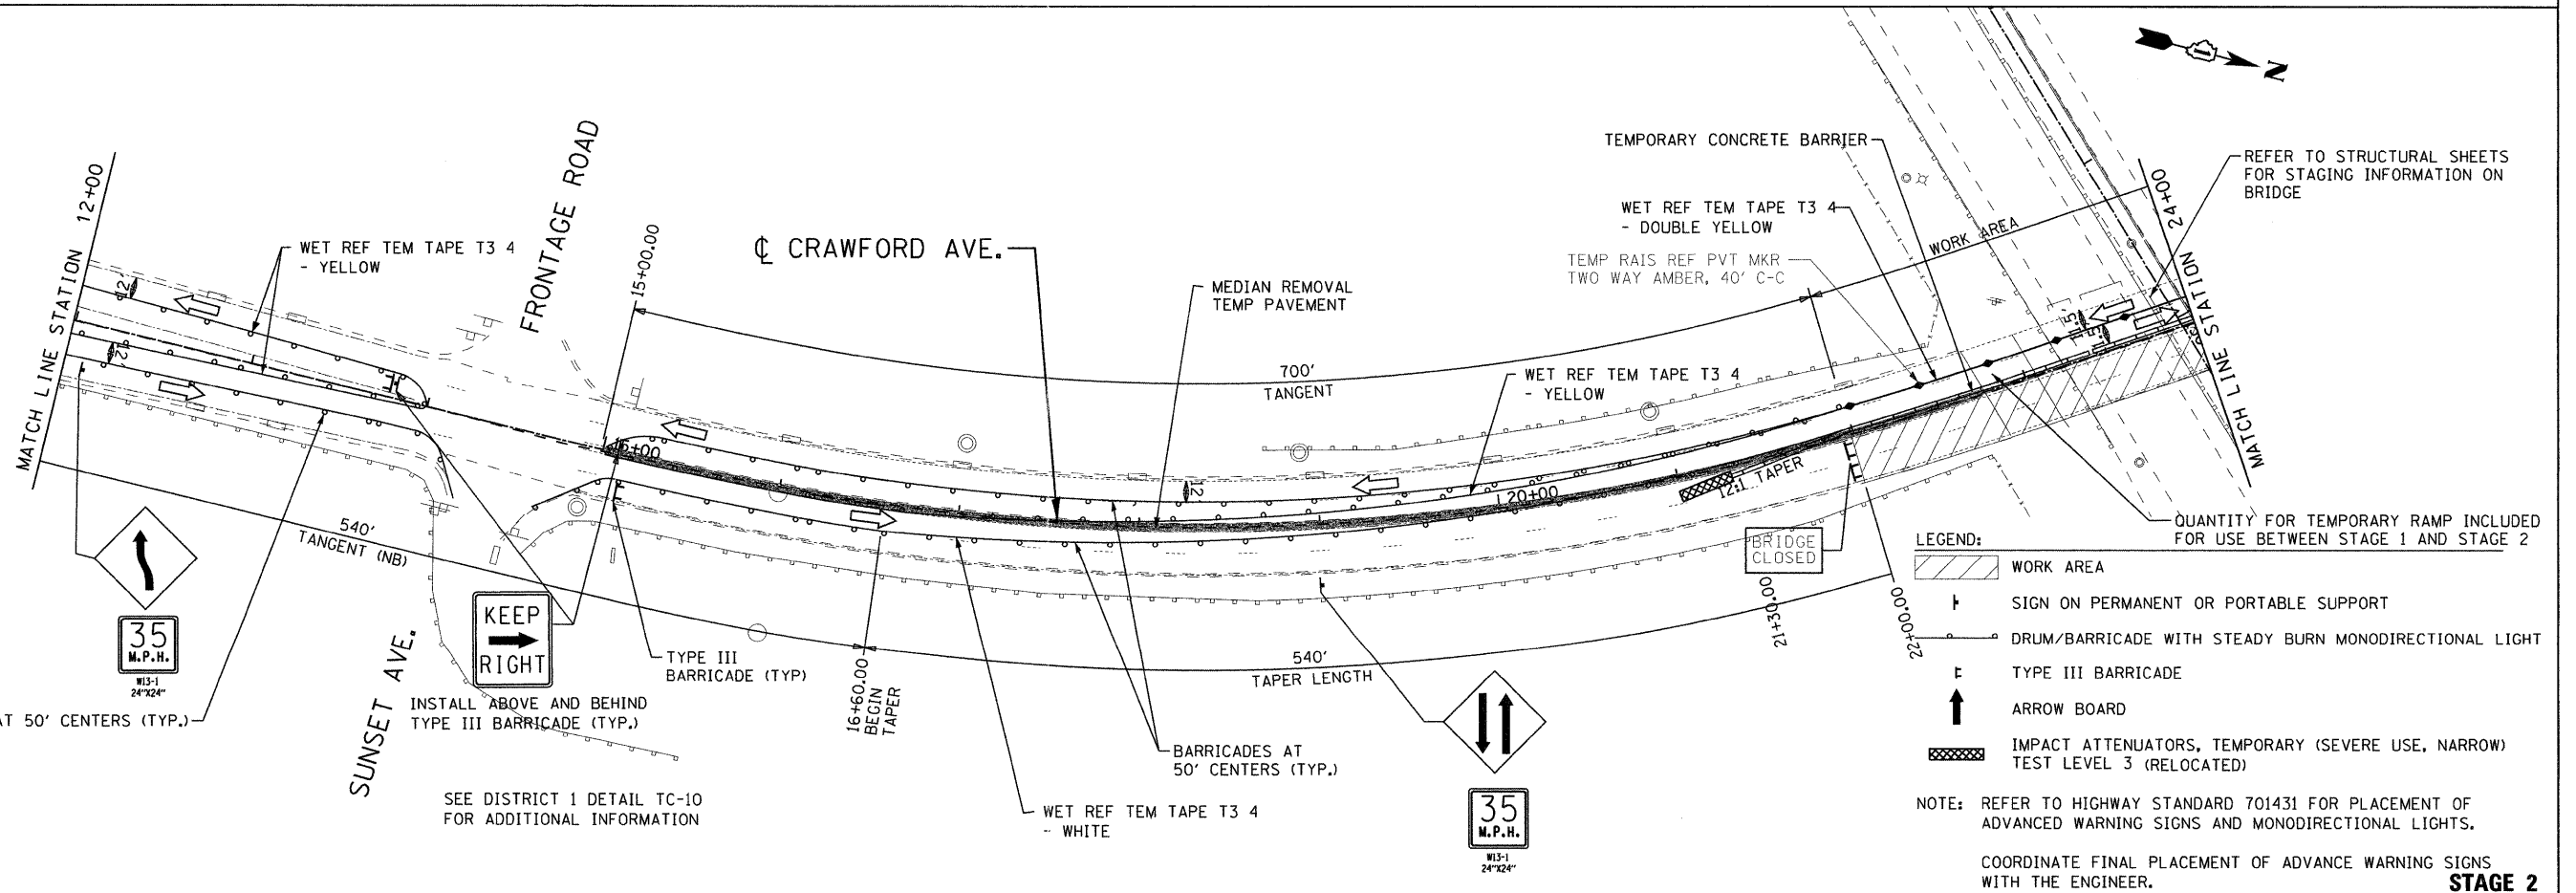 N
12+00
MATCH LINE STATION
12'
12'
WET REF TEM TAPE T3 4
- YELLOW
FRONTAGE ROAD
15+00.00
₵ CRAWFORD AVE.
MEDIAN REMOVAL
TEMP PAVEMENT
TEMPORARY CONCRETE BARRIER
WET REF TEM TAPE T3 4
- DOUBLE YELLOW
TEMP RAIS REF PVT MKR
TWO WAY AMBER, 40' C-C
WORK AREA
24+00
MATCH LINE STATION
REFER TO STRUCTURAL SHEETS
FOR STAGING INFORMATION ON
BRIDGE
11.5'
700'
TANGENT
WET REF TEM TAPE T3 4
- YELLOW
12'
20+00
12:1 TAPER
BRIDGE
CLOSED
21+30.00
22+00.00
QUANTITY FOR TEMPORARY RAMP INCLUDED
FOR USE BETWEEN STAGE 1 AND STAGE 2
540'
TANGENT (NB)
35
M.P.H.
W13-1
24"X24"
AT 50' CENTERS (TYP.)
SUNSET AVE.
KEEP
RIGHT
INSTALL ABOVE AND BEHIND
TYPE III BARRICADE (TYP.)
TYPE III
BARRICADE (TYP)
16+60.00
BEGIN
TAPER
540'
TAPER LENGTH
BARRICADES AT
50' CENTERS (TYP.)
WET REF TEM TAPE T3 4
- WHITE
SEE DISTRICT 1 DETAIL TC-10
FOR ADDITIONAL INFORMATION
35
M.P.H.
W13-1
24"X24"
LEGEND:
WORK AREA
SIGN ON PERMANENT OR PORTABLE SUPPORT
DRUM/BARRICADE WITH STEADY BURN MONODIRECTIONAL LIGHT
TYPE III BARRICADE
ARROW BOARD
IMPACT ATTENUATORS, TEMPORARY (SEVERE USE, NARROW)
TEST LEVEL 3 (RELOCATED)
NOTE: REFER TO HIGHWAY STANDARD 701431 FOR PLACEMENT OF
ADVANCED WARNING SIGNS AND MONODIRECTIONAL LIGHTS.
COORDINATE FINAL PLACEMENT OF ADVANCE WARNING SIGNS
WITH THE ENGINEER.
STAGE 2